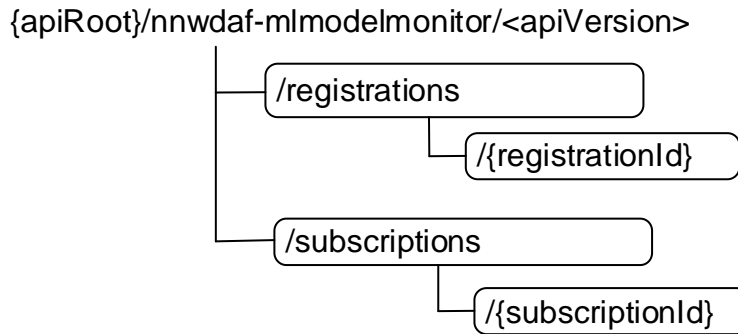 {apiRoot}/nnwdaf-mlmodelmonitor/<apiVersion>
/registrations
/{registrationId}
/subscriptions
/{subscriptionId}